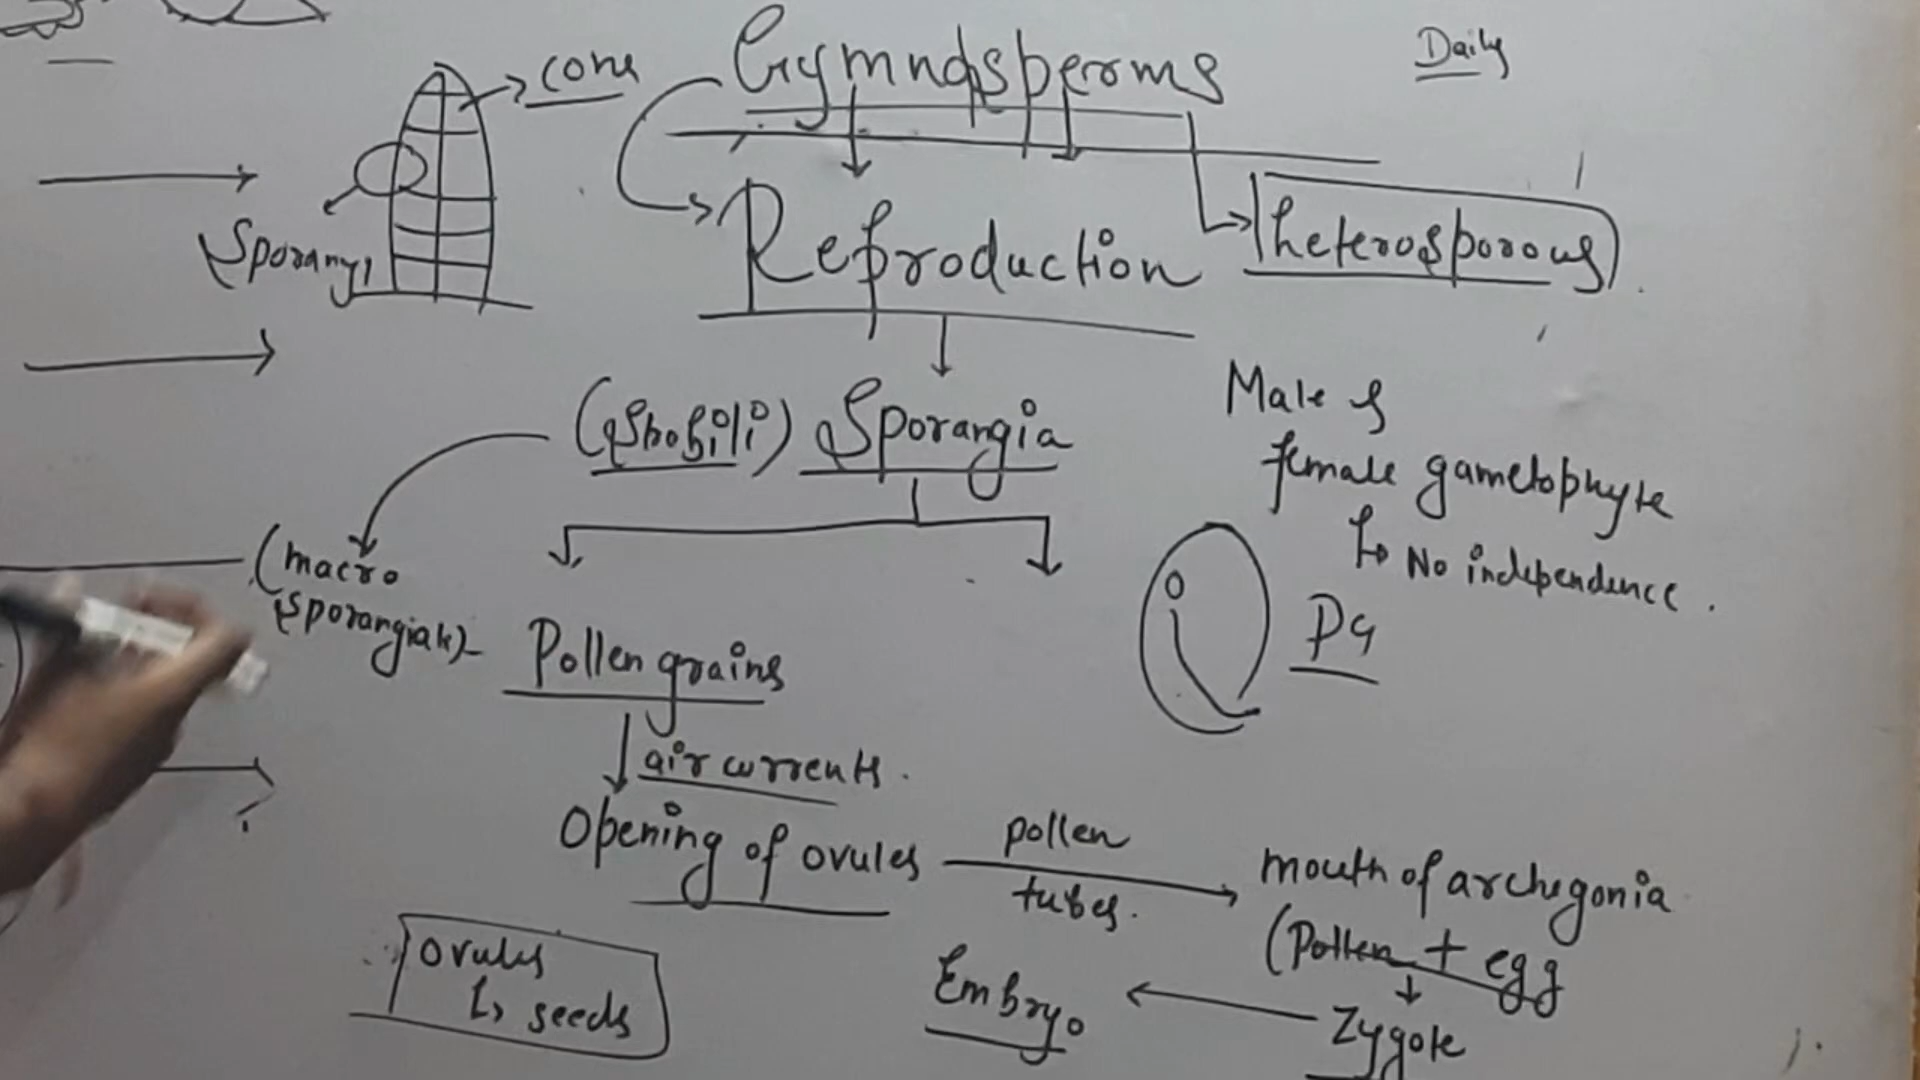 Gymnosperms
Daily
cone
Sporangi
Reproduction
heterosporous
(Strobili) Sporangia
Male &
female gametophyte
↳ No independence.
(macro
sporangiate)-
Pollen grains
PG
air currents.
Opening of ovules
pollen
tubes.
mouth of archegonia
(Pollen + egg
↓
Zygote
Embryo
Ovules
↳ seeds